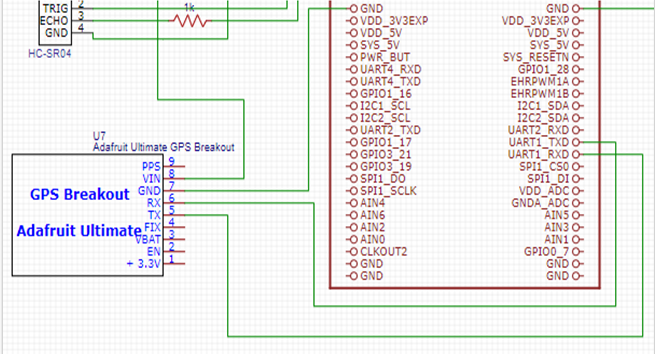 TRIG 2
ECHO 3
GND 4
1k
HC-SR04
U7
Adafruit Ultimate GPS Breakout
GPS Breakout
Adafruit Ultimate
PPS 9
VIN 8
GND 7
RX 6
TX 5
FIX 4
VBAT 3
EN 2
+ 3.3V 1
GND GND
VDD_3V3EXP VDD_3V3EXP
VDD_5V VDD_5V
SYS_5V SYS_5V
PWR_BUT SYS_RESETN
UART4_RXD GPIO1_28
UART4_TXD EHRPWM1A
GPIO1_16 EHRPWM1B
I2C1_SCL I2C1_SDA
I2C2_SCL I2C2_SDA
UART2_TXD UART2_RXD
GPIO1_17 UART1_TXD
GPIO3_21 UART1_RXD
GPIO3_19 SPI1_CS0
SPI1_DO SPI1_DI
SPI1_SCLK VDD_ADC
AIN4 GNDA_ADC
AIN6 AIN5
AIN2 AIN3
AIN0 AIN1
CLKOUT2 GPIO0_7
GND GND
GND GND